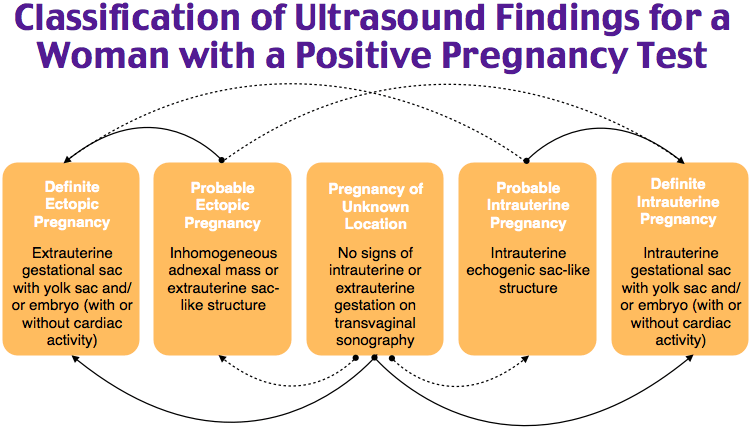 Classification of Ultrasound Findings for a
Woman with a Positive Pregnancy Test
Definite
Ectopic
Pregnancy
Extrauterine
gestational sac
with yolk sac and/
or embryo (with or
without cardiac
activity)
Probable
Ectopic
Pregnancy
Inhomogeneous
adnexal mass or
extrauterine sac-
like structure
Pregnancy of
Unknown
Location
No signs of
intrauterine or
extrauterine
gestation on
transvaginal
sonography
Probable
Intrauterine
Pregnancy
Intrauterine
echogenic sac-like
structure
Definite
Intrauterine
Pregnancy
Intrauterine
gestational sac
with yolk sac and/
or embryo (with or
without cardiac
activity)